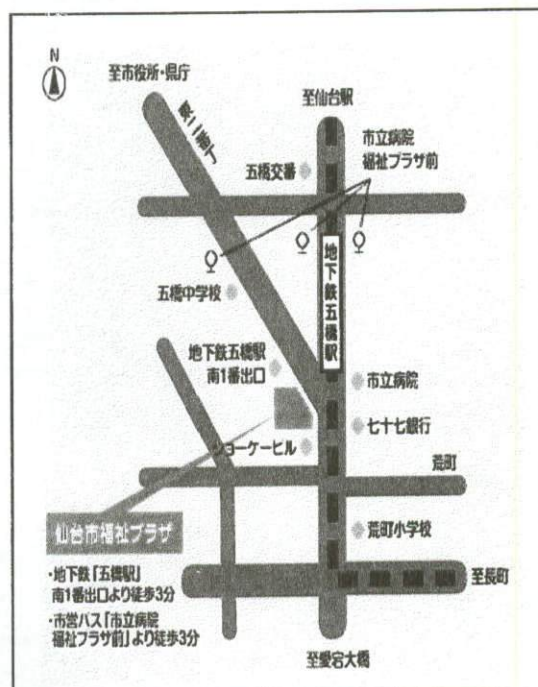 N
至市役所・県庁
東二番丁
至仙台駅
市立病院
福祉プラザ前
五橋交番
地下鉄五橋駅
五橋中学校
地下鉄五橋駅
南1番出口
市立病院
七十七銀行
ショーケービル
荒町
仙台市福祉プラザ
荒町小学校
・地下鉄「五橋駅」
南1番出口より徒歩3分
・市営バス「市立病院
福祉プラザ前」より徒歩3分
至長町
至愛宕大橋